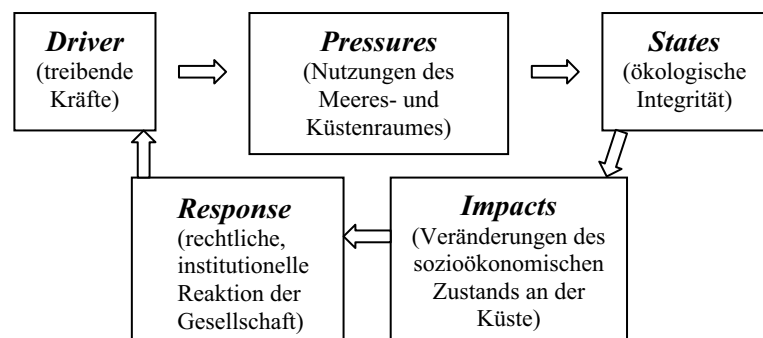 Driver
(treibende
Kräfte)
Pressures
(Nutzungen des
Meeres- und
Küstenraumes)
States
(ökologische
Integrität)
Response
(rechtliche,
institutionelle
Reaktion der
Gesellschaft)
Impacts
(Veränderungen des
sozioökonomischen
Zustands an der
Küste)